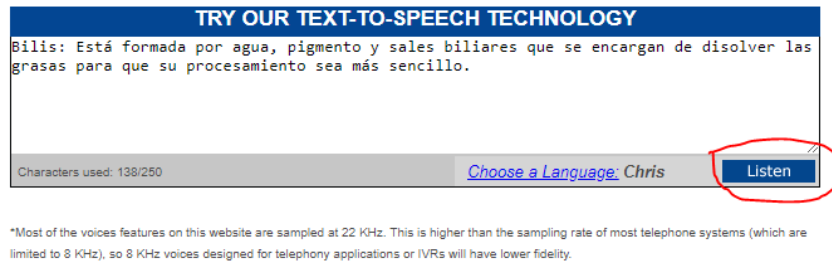 TRY OUR TEXT-TO-SPEECH TECHNOLOGY
Bilis: Está formada por agua, pigmento y sales biliares que se encargan de disolver las
grasas para que su procesamiento sea más sencillo.
Characters used: 138/250
Choose a Language: Chris
Listen
*Most of the voices features on this website are sampled at 22 KHz. This is higher than the sampling rate of most telephone systems (which are
limited to 8 KHz), so 8 KHz voices designed for telephony applications or IVRs will have lower fidelity.